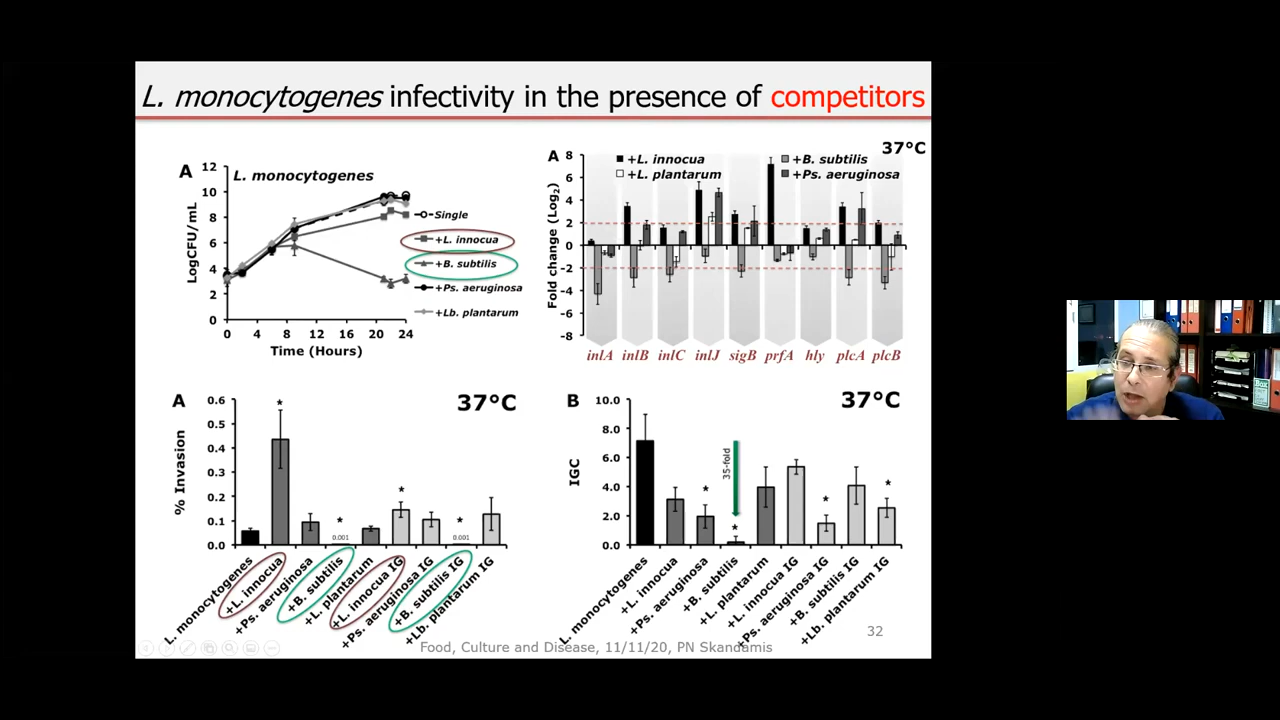 L. monocytogenes infectivity in the presence of competitors
A
12
10
8
6
4
2
0
LogCFU/mL
L. monocytogenes
Single
+L. innocua
+B. subtilis
+Ps. aeruginosa
+Lb. plantarum
0 4 8 12 16 20 24
Time (Hours)
A
37°C
8
6
4
2
0
-2
-4
-6
-8
Fold change (Log2)
+L. innocua
+B. subtilis
+L. plantarum
+Ps. aeruginosa
inlA inlB inlC inlJ sigB prfA hly plcA plcB
A
37°C
0.6
0.5
0.4
0.3
0.2
0.1
0.0
% Invasion
*
*
0.001
*
*
0.001
L. monocytogenes
+L. innocua
+Ps. aeruginosa
+B. subtilis
+L. plantarum
+L. innocua IG
+Ps. aeruginosa IG
+B. subtilis IG
+Lb. plantarum IG
B
37°C
10.0
8.0
6.0
4.0
2.0
0.0
IGC
35-fold
*
*
*
*
L. monocytogenes
+L. innocua
+Ps. aeruginosa
+B. subtilis
+L. plantarum
+L. innocua IG
+Ps. aeruginosa IG
+B. subtilis IG
+Lb. plantarum IG
32
Food, Culture and Disease, 11/11/20, PN Skandamis
Box